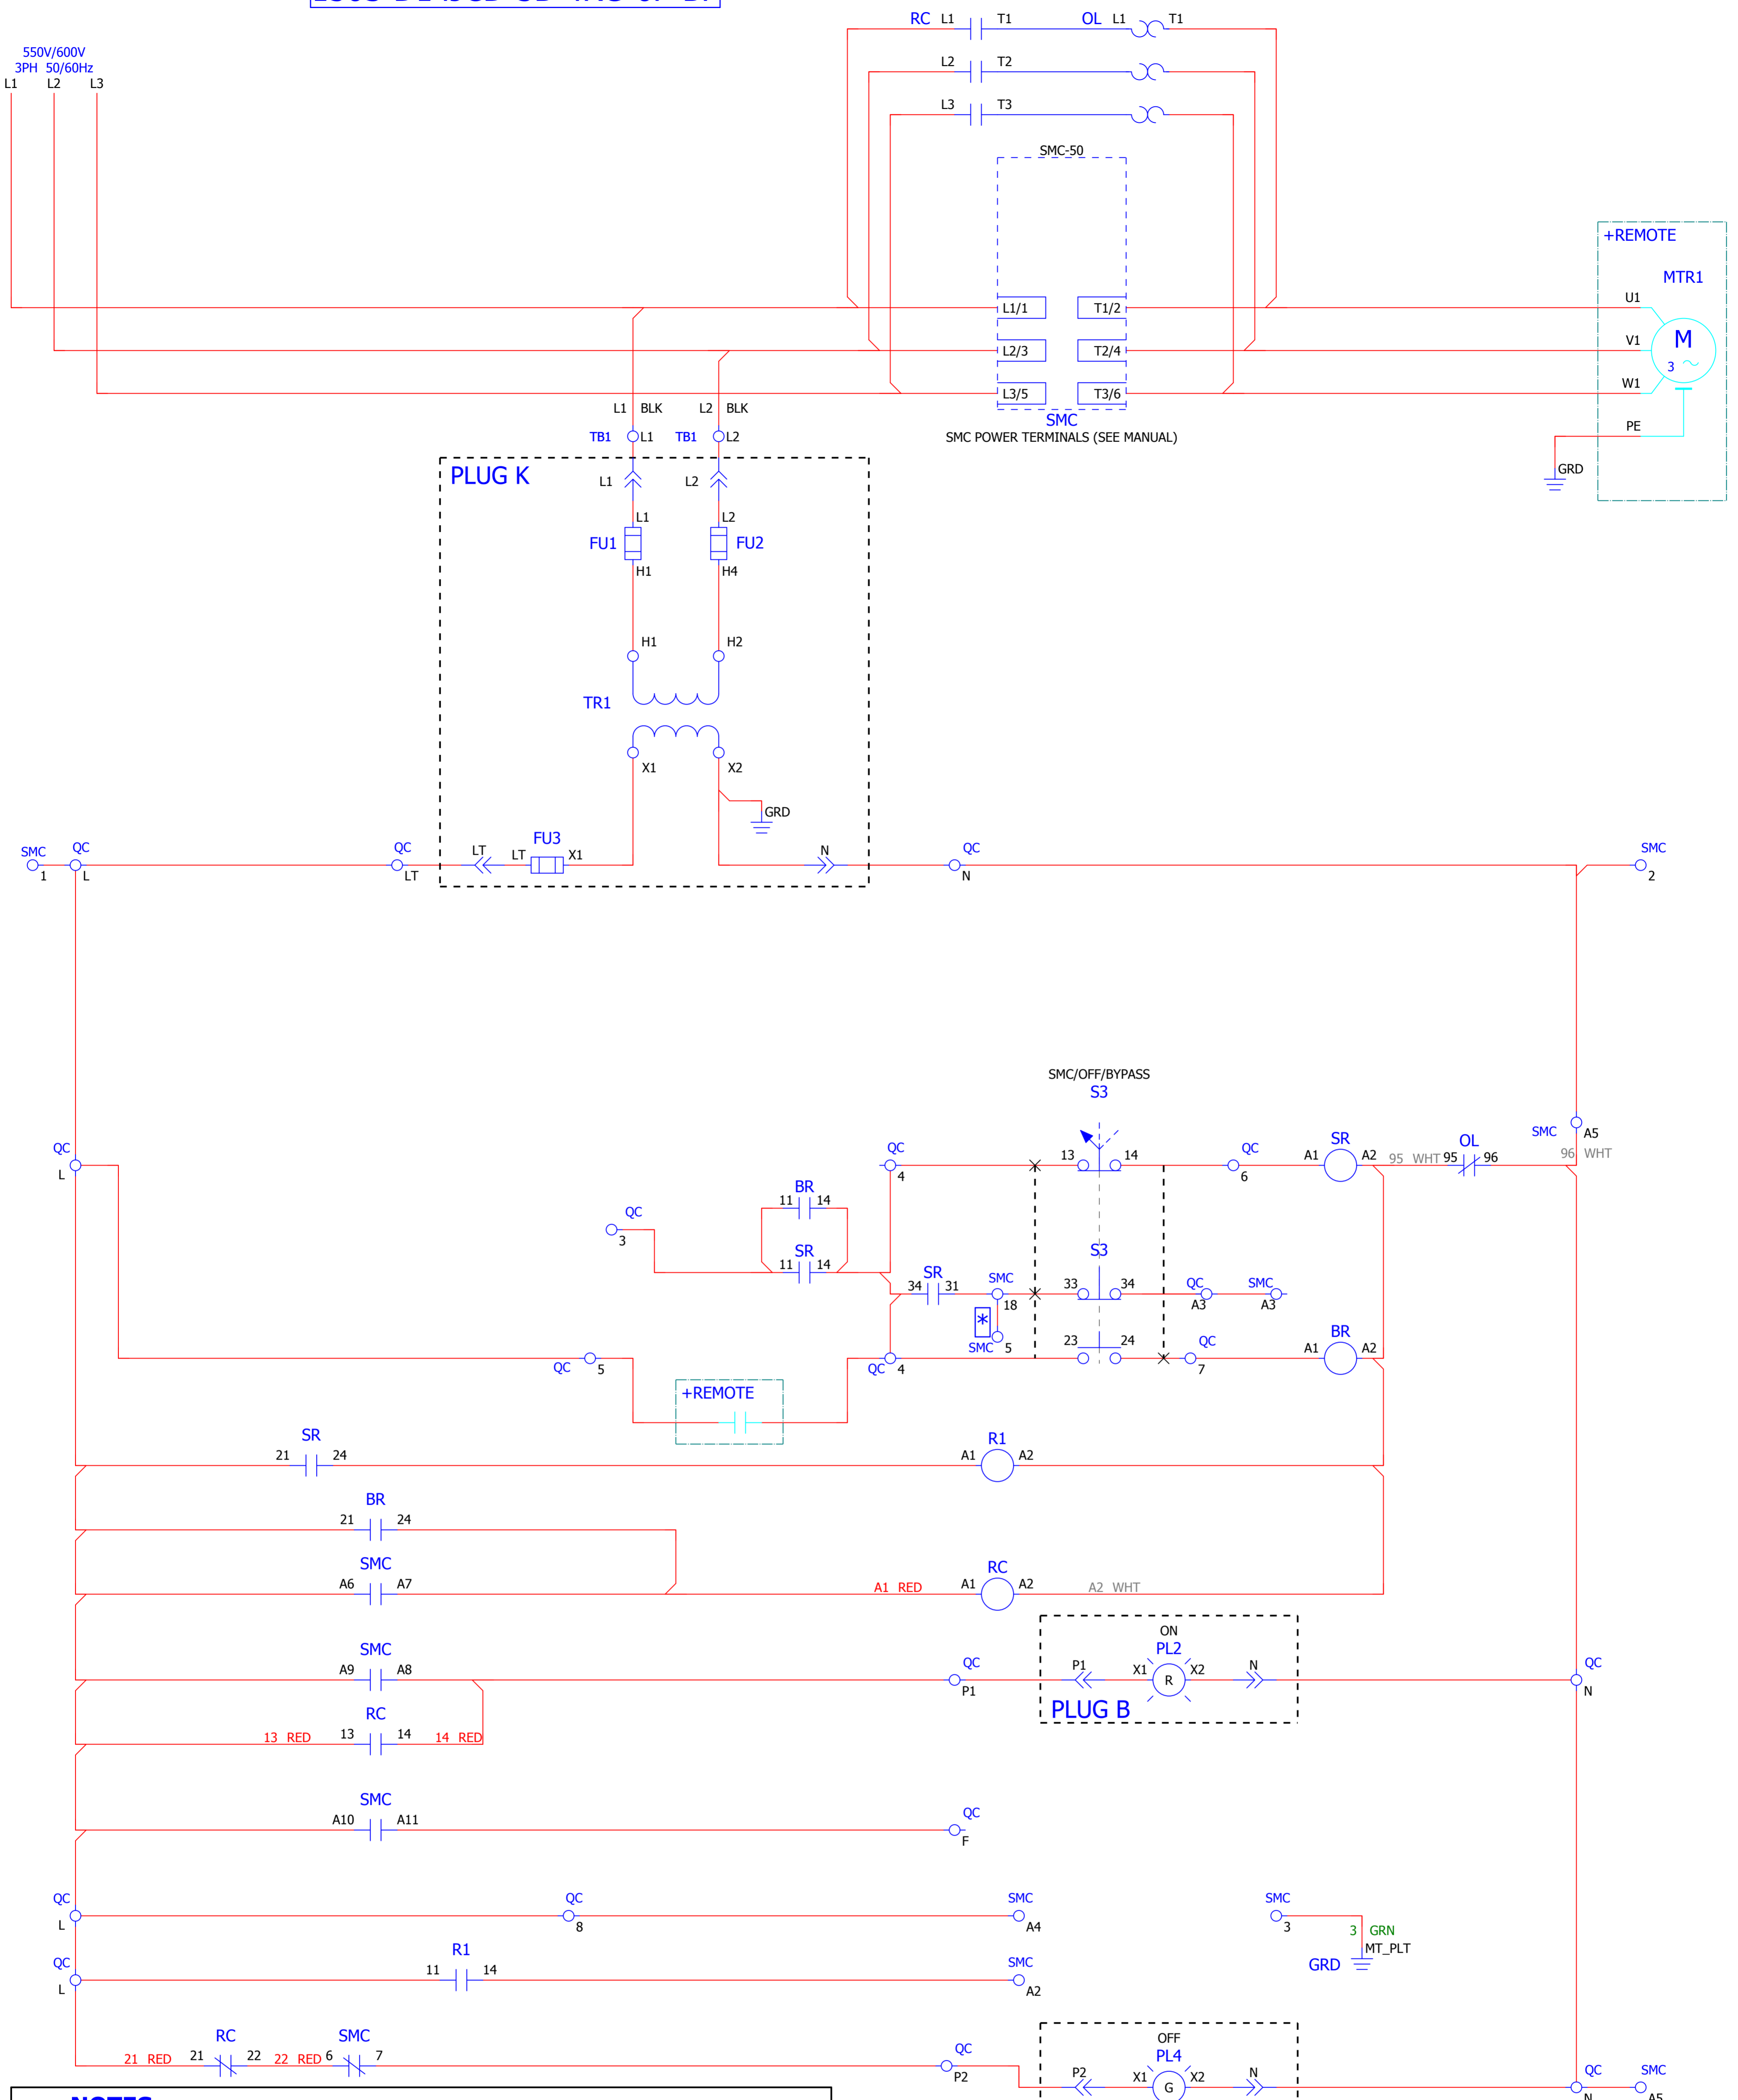 550V/600V
3PH 50/60Hz
L1 L2 L3
RC L1 T1 OL L1 T1
L2 T2
L3 T3
SMC-50
+REMOTE
MTR1
L1/1 T1/2 U1
L2/3 T2/4 V1
M
3
L3/5 T3/6 W1
SMC
SMC POWER TERMINALS (SEE MANUAL)
PE
GRD
L1 BLK L2 BLK
TB1 L1 TB1 L2
PLUG K
L1 L2
L1 L2
FU1 FU2
H1 H4
H1 H2
TR1
X1 X2
GRD
FU3
SMC QC QC LT LT X1 N QC SMC
1 L LT N 2
SMC/OFF/BYPASS
S3
SMC A5
QC QC 13 14 QC SR OL
L 4 6 A1 A2 95 WHT 95 96 96 WHT
BR
11 14
QC
3
SR
11 14
S3
SR
34 31 SMC 33 34 QC SMC
18 A3 A3
*
SMC 5
23 24 QC BR
QC 5 QC 4 7 A1 A2
+REMOTE
SR R1
21 24 A1 A2
BR
21 24
SMC RC
A6 A7 A1 RED A1 A2 A2 WHT
ON
SMC PL2
A9 A8 QC P1 X1 R X2 N QC
P1 N
PLUG B
RC
13 RED 13 14 14 RED
SMC
A10 A11 QC
F
QC QC SMC SMC
L 8 A4 3
3 GRN
MT_PLT
GRD
QC R1 SMC
L 11 14 A2
OFF
RC SMC PL4
21 RED 21 22 22 RED 6 7 QC P2 X1 G X2 N QC SMC
P2 N A5